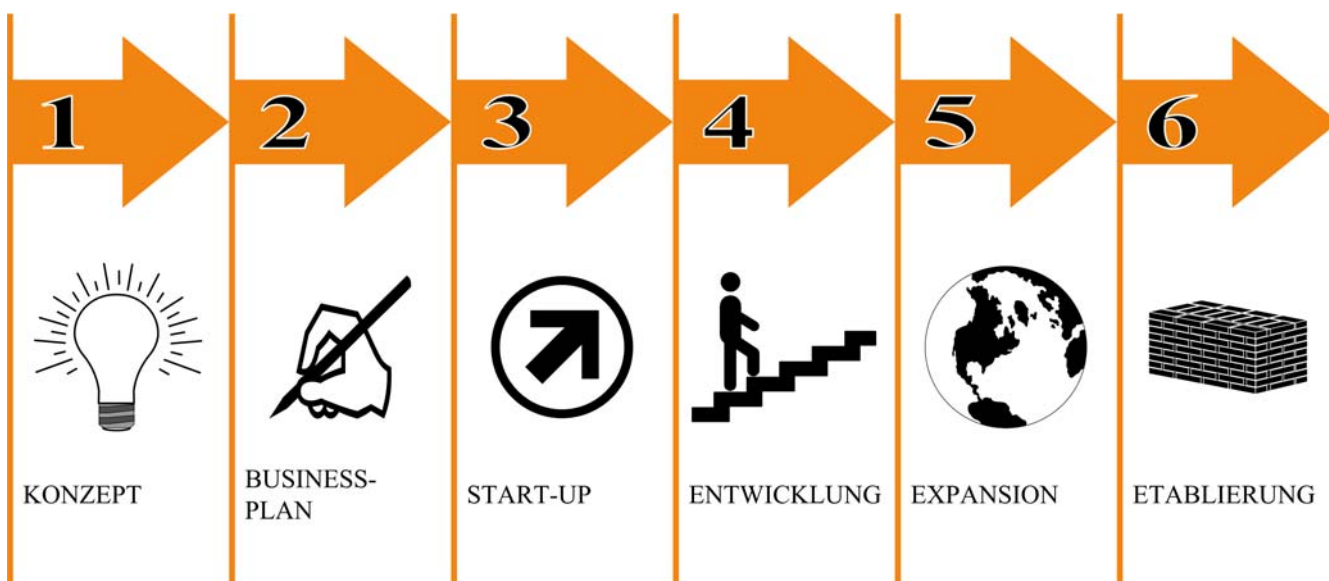 1
2
3
4
5
6
KONZEPT
BUSINESS-
PLAN
START-UP
ENTWICKLUNG
EXPANSION
ETABLIERUNG